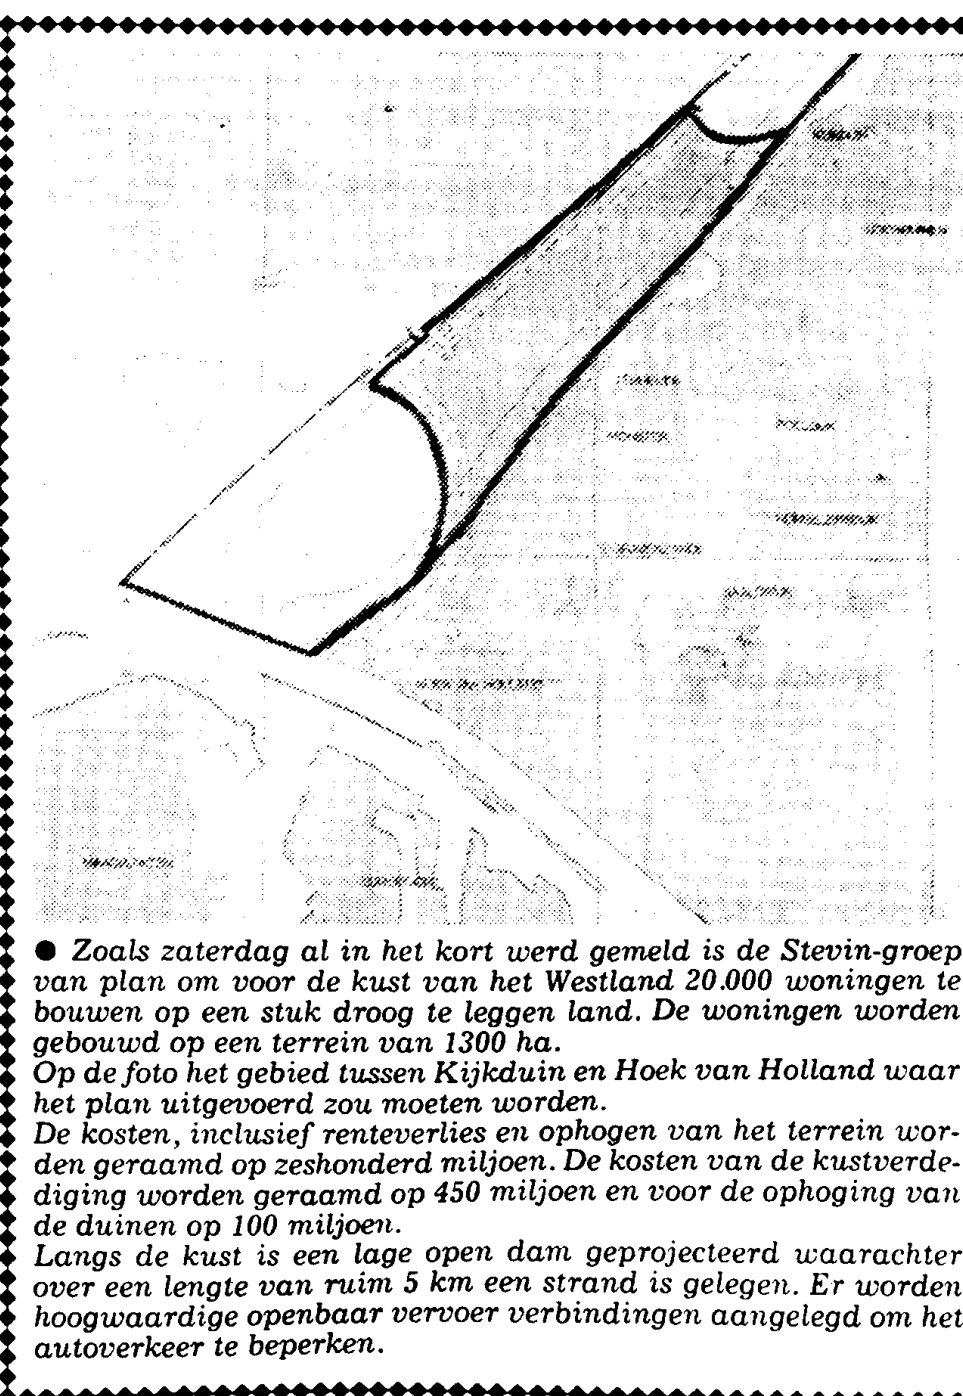 ● Zoals zaterdag al in het kort werd gemeld is de Stevin-groep
van plan om voor de kust van het Westland 20.000 woningen te
bouwen op een stuk droog te leggen land. De woningen worden
gebouwd op een terrein van 1300 ha.
Op de foto het gebied tussen Kijkduin en Hoek van Holland waar
het plan uitgevoerd zou moeten worden.
De kosten, inclusief renteverlies en ophogen van het terrein wor-
den geraamd op zeshonderd miljoen. De kosten van de kustverde-
diging worden geraamd op 450 miljoen en voor de ophoging van
de duinen op 100 miljoen.
Langs de kust is een lage open dam geprojecteerd waarachter
over een lengte van ruim 5 km een strand is gelegen. Er worden
hoogwaardige openbaar vervoer verbindingen aangelegd om het
autoverkeer te beperken.